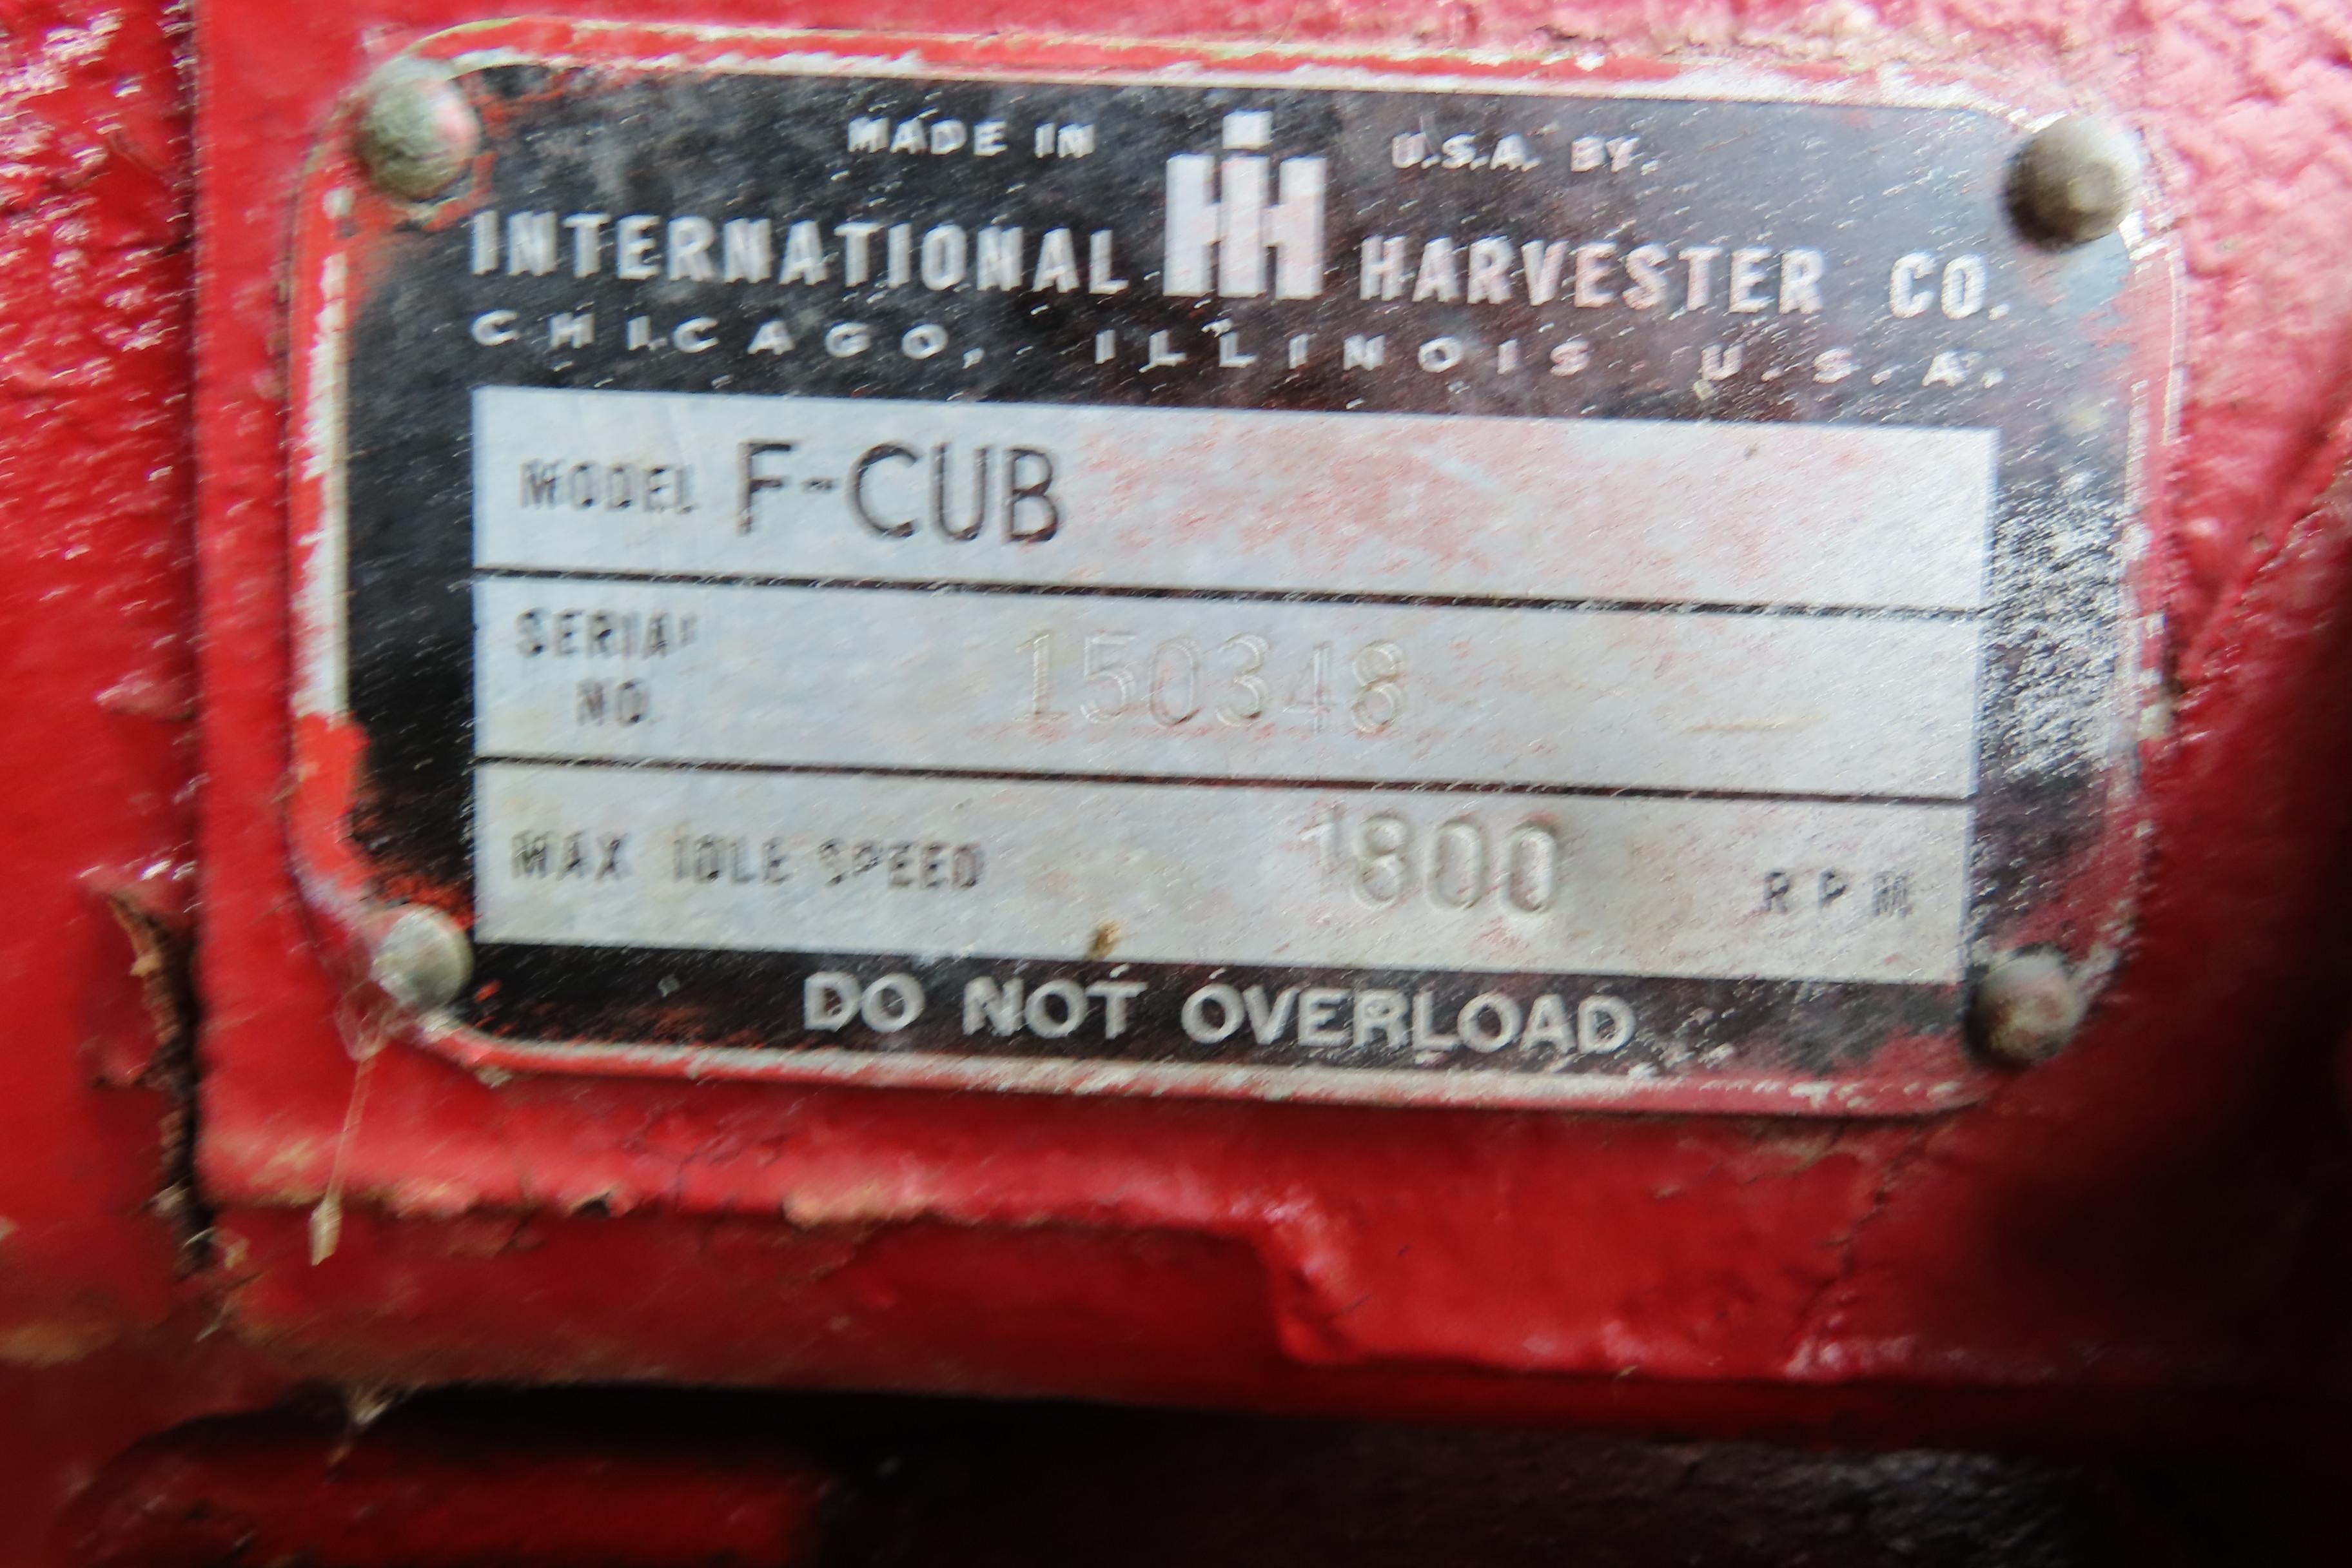 MADE IN IH U.S.A. BY.
INTERNATIONAL HARVESTER CO.
CHICAGO, ILLINOIS U.S.A.
MODEL F-CUB
SERIAL NO. 150348
MAX IDLE SPEED 1800 RPM
DO NOT OVERLOAD